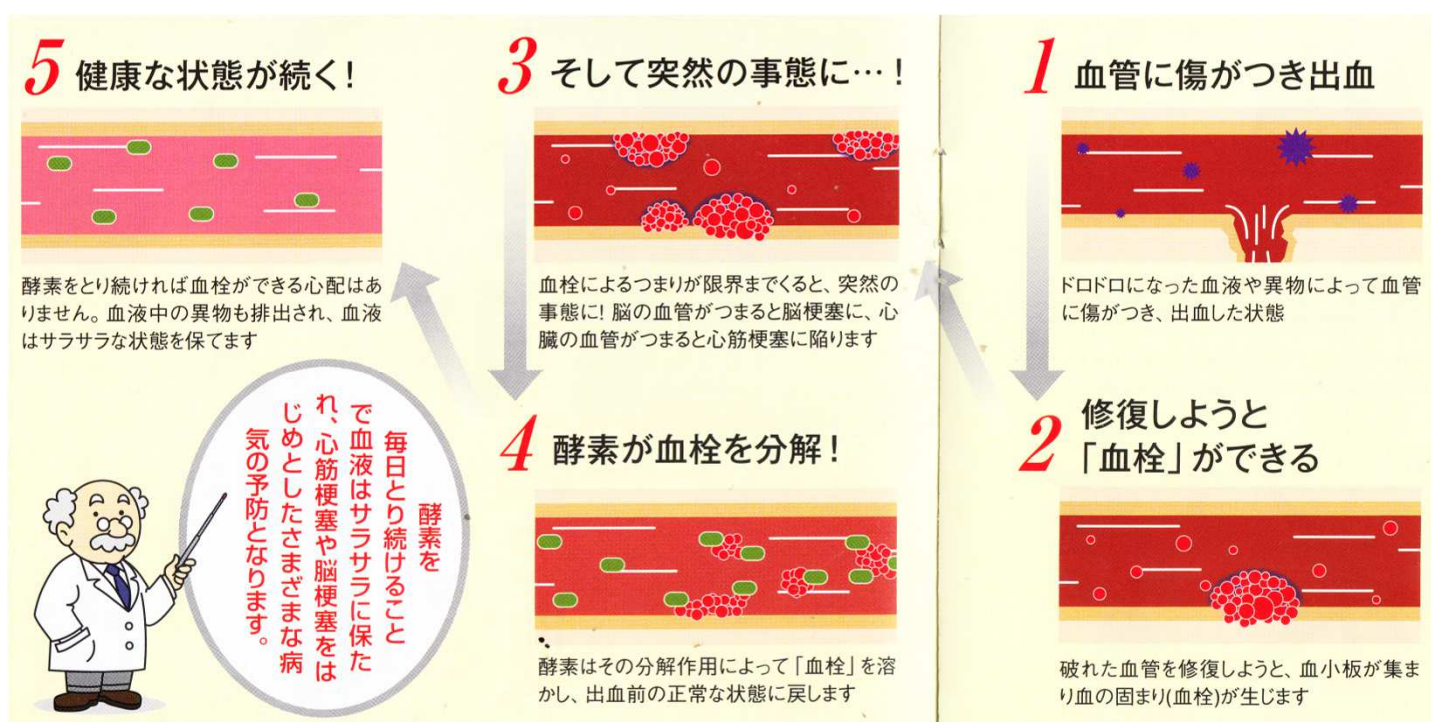 1 血管に傷がつき出血
ドロドロになった血液や異物によって血管
に傷がつき、出血した状態
2 修復しようと
「血栓」ができる
破れた血管を修復しようと、血小板が集ま
り血の固まり(血栓)が生じます
3 そして突然の事態に…!
血栓によるつまりが限界までくると、突然の
事態に! 脳の血管がつまると脳梗塞に、心
臓の血管がつまると心筋梗塞に陥ります
4 酵素が血栓を分解!
酵素はその分解作用によって「血栓」を溶
かし、出血前の正常な状態に戻します
5 健康な状態が続く!
酵素をとり続ければ血栓ができる心配はあ
りません。血液中の異物も排出され、血液
はサラサラな状態を保てます
酵素を
毎日とり続けること
で血液はサラサラに保た
れ、心筋梗塞や脳梗塞をは
じめとしたさまざまな病
気の予防となります。